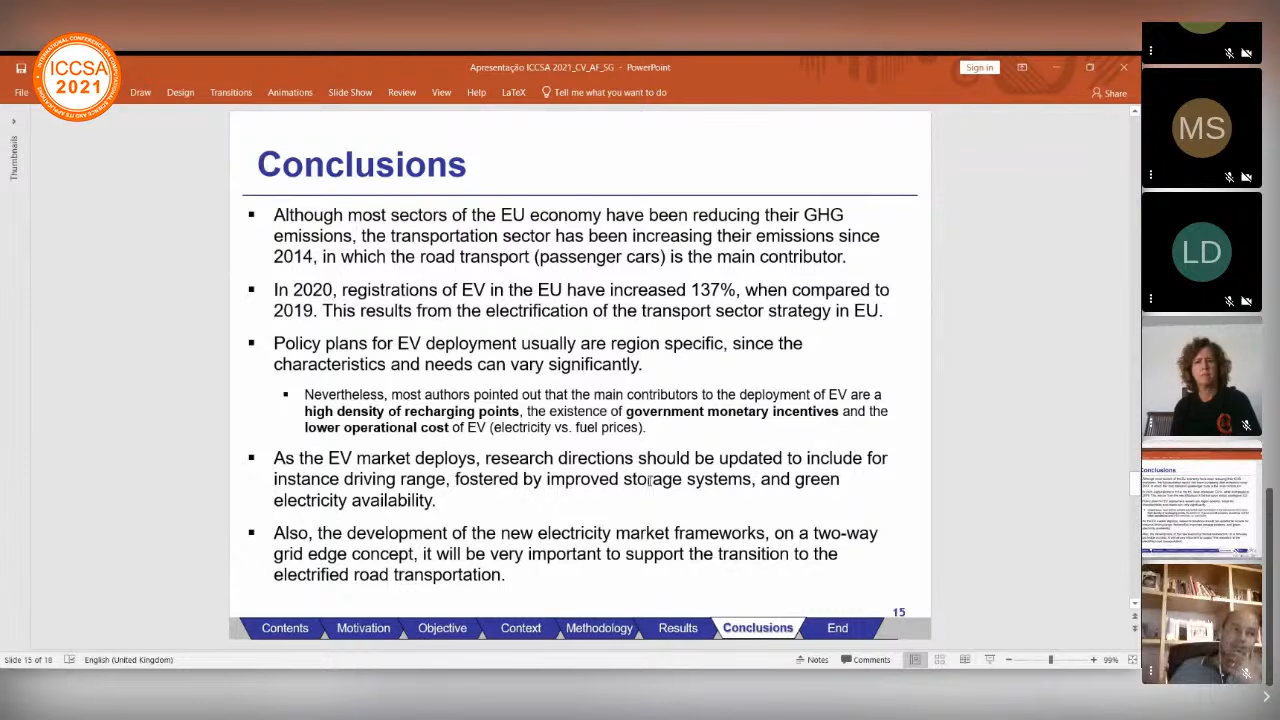 INTERNATIONAL CONFERENCE ON COMPUTATIONAL SCIENCE AND ITS APPLICATIONS
ICCSA
2021
Apresentação ICCSA 2021_CV_AF_SG - PowerPoint
Sign in
File
Draw
Design
Transitions
Animations
Slide Show
Review
View
Help
LaTeX
Tell me what you want to do
Share
Thumbnails
Conclusions
▪ Although most sectors of the EU economy have been reducing their GHG
emissions, the transportation sector has been increasing their emissions since
2014, in which the road transport (passenger cars) is the main contributor.
▪ In 2020, registrations of EV in the EU have increased 137%, when compared to
2019. This results from the electrification of the transport sector strategy in EU.
▪ Policy plans for EV deployment usually are region specific, since the
characteristics and needs can vary significantly.
▪ Nevertheless, most authors pointed out that the main contributors to the deployment of EV are a
high density of recharging points, the existence of government monetary incentives and the
lower operational cost of EV (electricity vs. fuel prices).
▪ As the EV market deploys, research directions should be updated to include for
instance driving range, fostered by improved storage systems, and green
electricity availability.
▪ Also, the development of the new electricity market frameworks, on a two-way
grid edge concept, it will be very important to support the transition to the
electrified road transportation.
15
Contents
Motivation
Objective
Context
Methodology
Results
Conclusions
End
Slide 15 of 18
English (United Kingdom)
Notes
Comments
99%
MS
LD
Conclusions